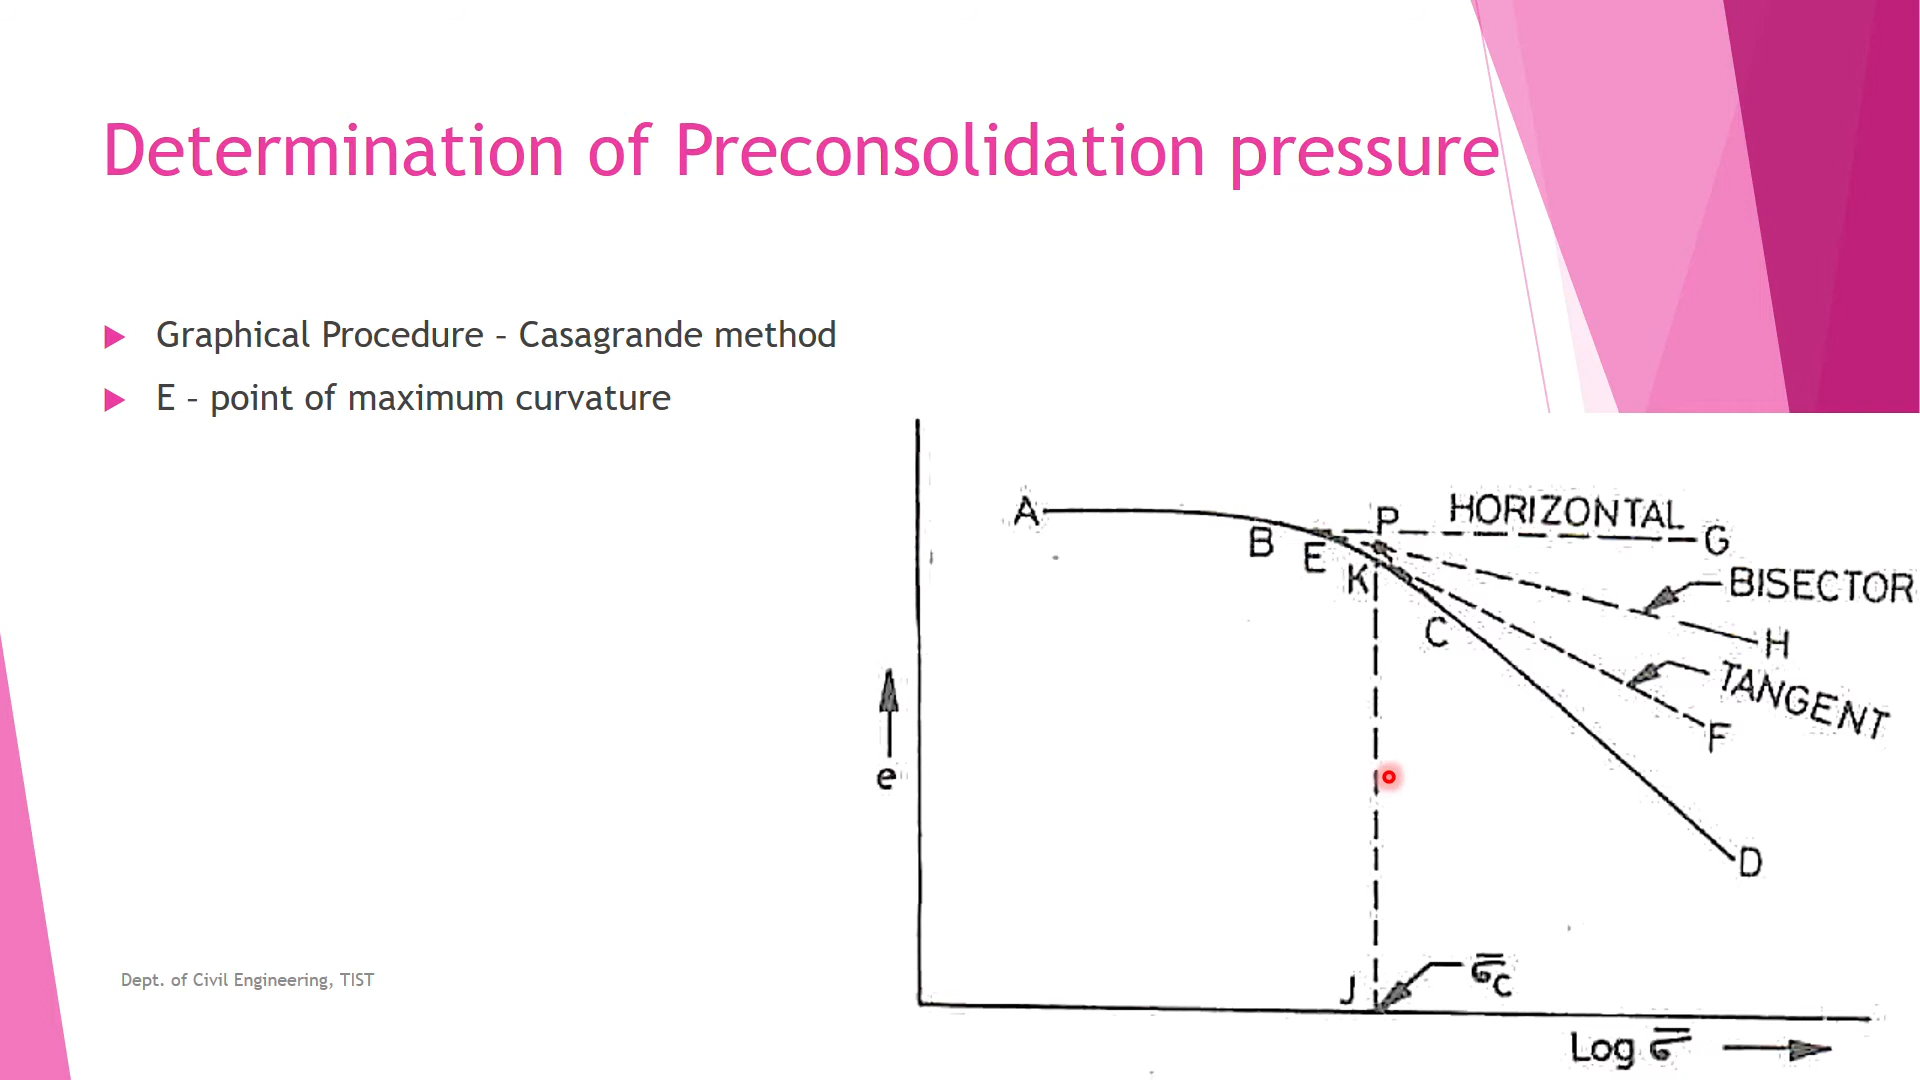 Determination of Preconsolidation pressure
Graphical Procedure – Casagrande method
E – point of maximum curvature
A
B
E
K
P
HORIZONTAL
G
BISECTOR
H
C
TANGENT
F
D
e
J
σ̅c
Log σ̅
Dept. of Civil Engineering, TIST